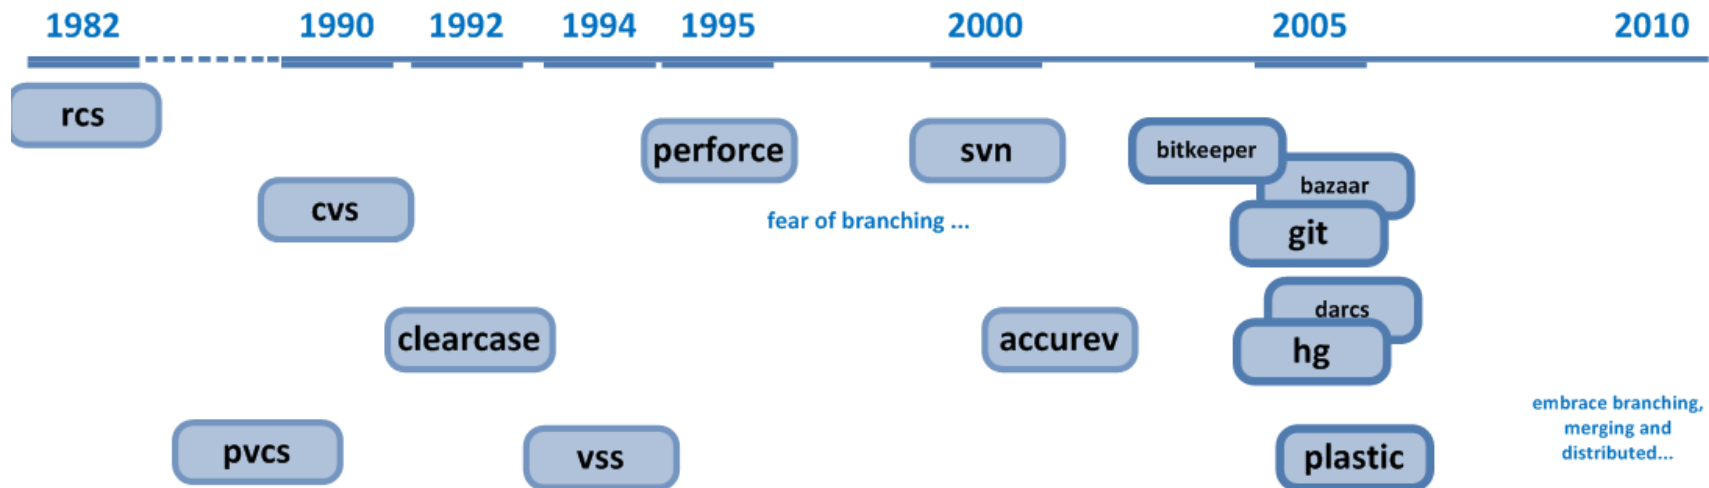 1982 1990 1992 1994 1995 2000 2005 2010
rcs
perforce
svn
bitkeeper
bazaar
cvs
fear of branching ...
git
darcs
clearcase
accurev
hg
embrace branching,
merging and
distributed...
pvcs
vss
plastic